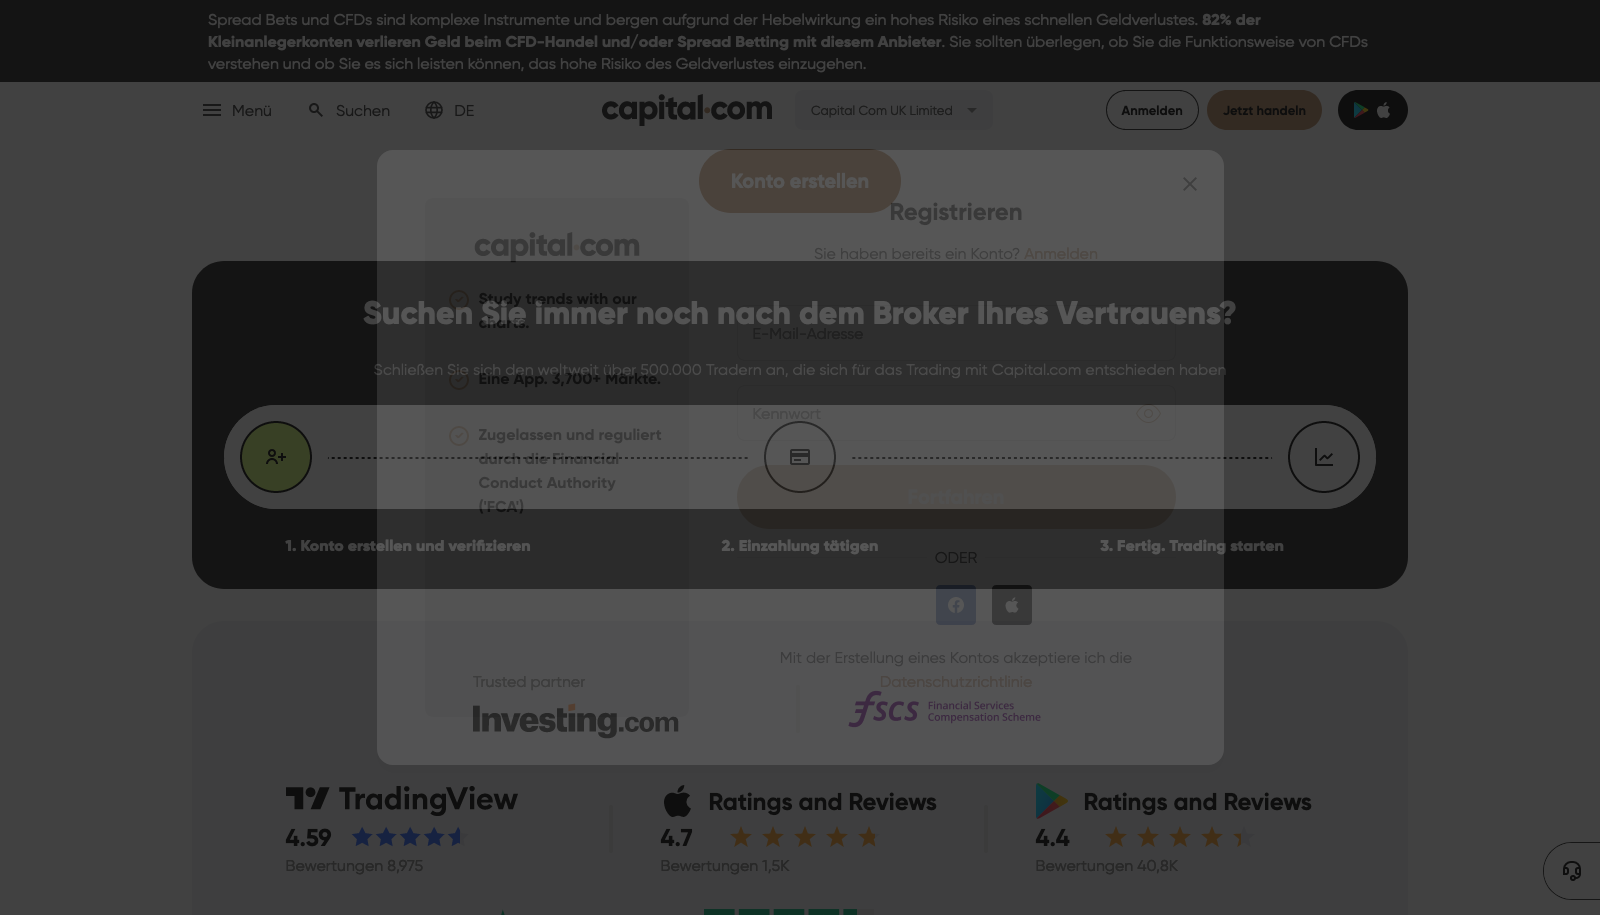 Spread Bets und CFDs sind komplexe Instrumente und bergen aufgrund der Hebelwirkung ein hohes Risiko eines schnellen Geldverlustes. 82% der
Kleinanlegerkonten verlieren Geld beim CFD-Handel und/oder Spread Betting mit diesem Anbieter. Sie sollten überlegen, ob Sie die Funktionsweise von CFDs
verstehen und ob Sie es sich leisten können, das hohe Risiko des Geldverlustes einzugehen.
Menü
Suchen
DE
capital.com
Capital Com UK Limited
Anmelden
Jetzt handeln
Konto erstellen
Registrieren
Sie haben bereits ein Konto? Anmelden
capital.com
Study trends with our
charts.
Suchen Sie immer noch nach dem Broker Ihres Vertrauens?
E-Mail-Adresse
Schließen Sie sich den weltweit über 500.000 Tradern an, die sich für das Trading mit Capital.com entschieden haben
Eine App. 3,700+ Märkte.
Kennwort
Zugelassen und reguliert
durch die Financial
Conduct Authority
('FCA')
1. Konto erstellen und verifizieren
2. Einzahlung tätigen
3. Fertig. Trading starten
ODER
Mit der Erstellung eines Kontos akzeptiere ich die
Datenschutzrichtlinie
Trusted partner
Investing.com
fscs
Financial Services
Compensation Scheme
TradingView
4.59
Bewertungen 8,975
Ratings and Reviews
4.7
Bewertungen 1,5K
Ratings and Reviews
4.4
Bewertungen 40,8K